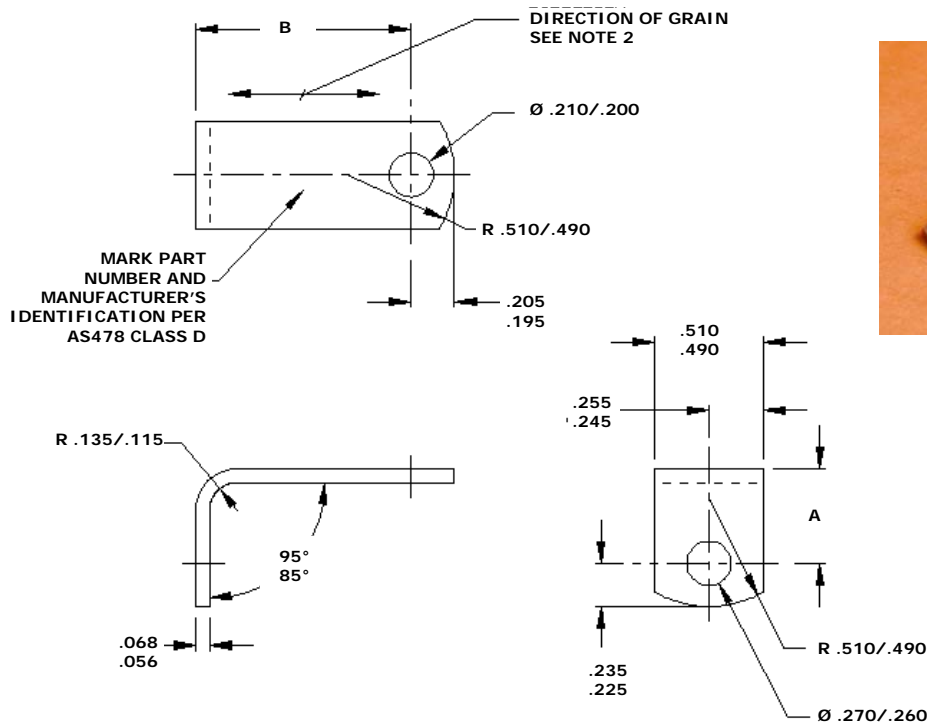 B
DIRECTION OF GRAIN
SEE NOTE 2
Ø .210/.200
R .510/.490
MARK PART
NUMBER AND
MANUFACTURER'S
IDENTIFICATION PER
AS478 CLASS D
.205
.195
.510
.490
.255
.245
R .135/.115
A
95°
85°
.068
.056
.235
.225
R .510/.490
Ø .270/.260